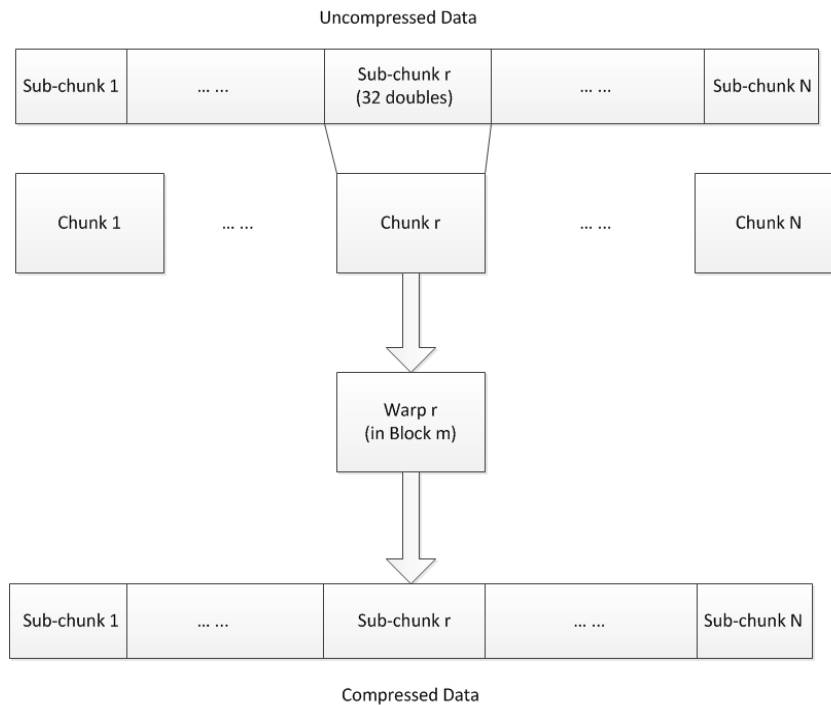 Uncompressed Data
Sub-chunk 1
... ...
Sub-chunk r
(32 doubles)
... ...
Sub-chunk N
Chunk 1
... ...
Chunk r
... ...
Chunk N
Warp r
(in Block m)
Sub-chunk 1
... ...
Sub-chunk r
... ...
Sub-chunk N
Compressed Data